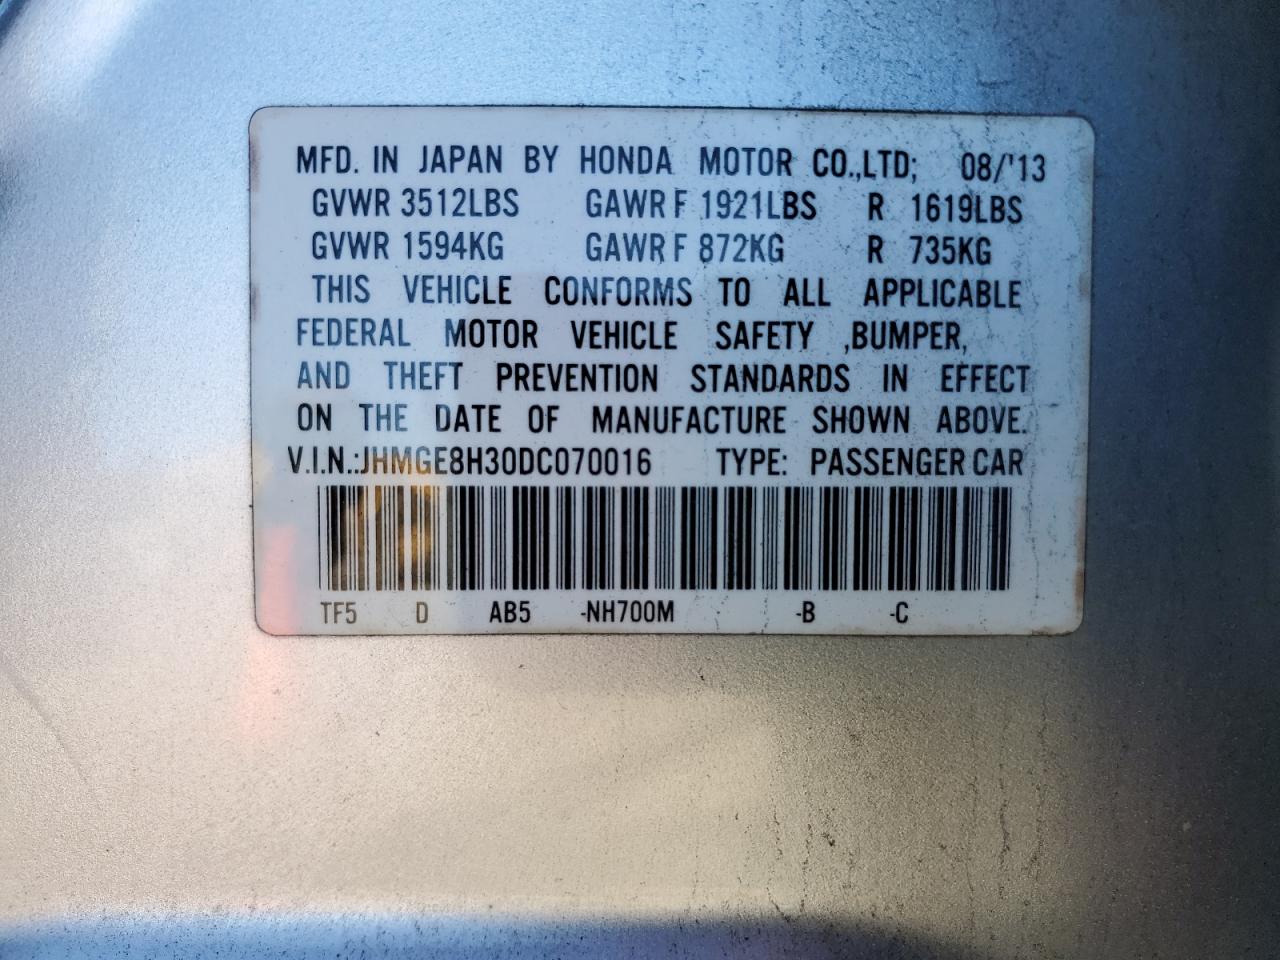 MFD. IN JAPAN BY HONDA MOTOR CO.,LTD; 08/'13
GVWR 3512LBS GAWR F 1921LBS R 1619LBS
GVWR 1594KG GAWR F 872KG R 735KG
THIS VEHICLE CONFORMS TO ALL APPLICABLE
FEDERAL MOTOR VEHICLE SAFETY ,BUMPER,
AND THEFT PREVENTION STANDARDS IN EFFECT
ON THE DATE OF MANUFACTURE SHOWN ABOVE.
V.I.N.:JHMGE8H30DC070016 TYPE: PASSENGER CAR
TF5 D AB5 -NH700M -B -C